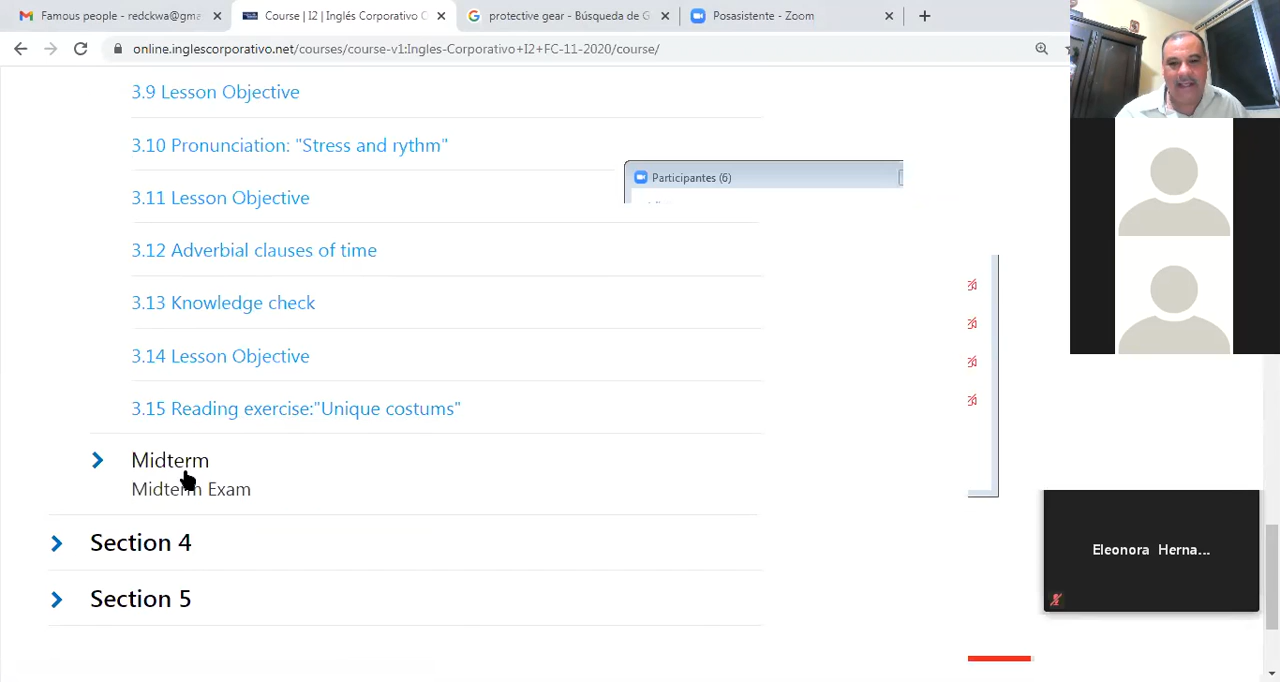 Famous people - redckwa@gma
Course | I2 | Inglés Corporativo C
protective gear - Búsqueda de G
Posasistente - Zoom
online.inglescorporativo.net/courses/course-v1:Ingles-Corporativo+I2+FC-11-2020/course/
3.9 Lesson Objective
3.10 Pronunciation: "Stress and rythm"
Participantes (6)
3.11 Lesson Objective
3.12 Adverbial clauses of time
3.13 Knowledge check
3.14 Lesson Objective
3.15 Reading exercise:"Unique costums"
Midterm
Midterm Exam
Section 4
Section 5
Eleonora Herna...